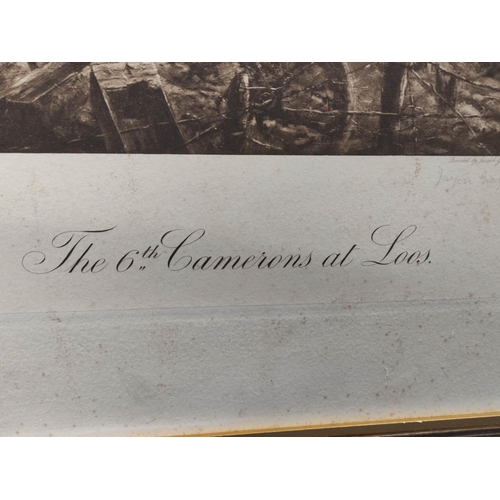 The 6th Camerons at Loos.